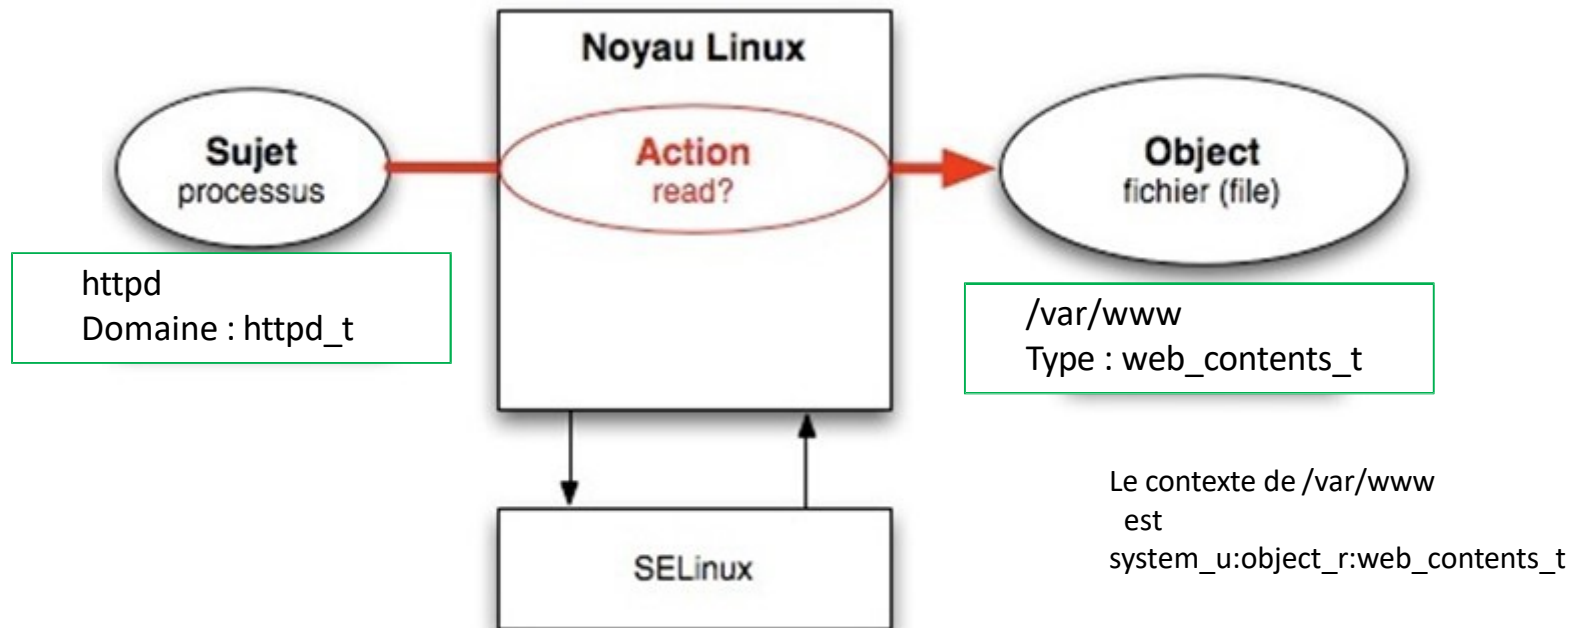 Noyau Linux
Sujet
processus
Action
read?
Object
fichier (file)
httpd
Domaine : httpd_t
/var/www
Type : web_contents_t
SELinux
Le contexte de /var/www
est
system_u:object_r:web_contents_t